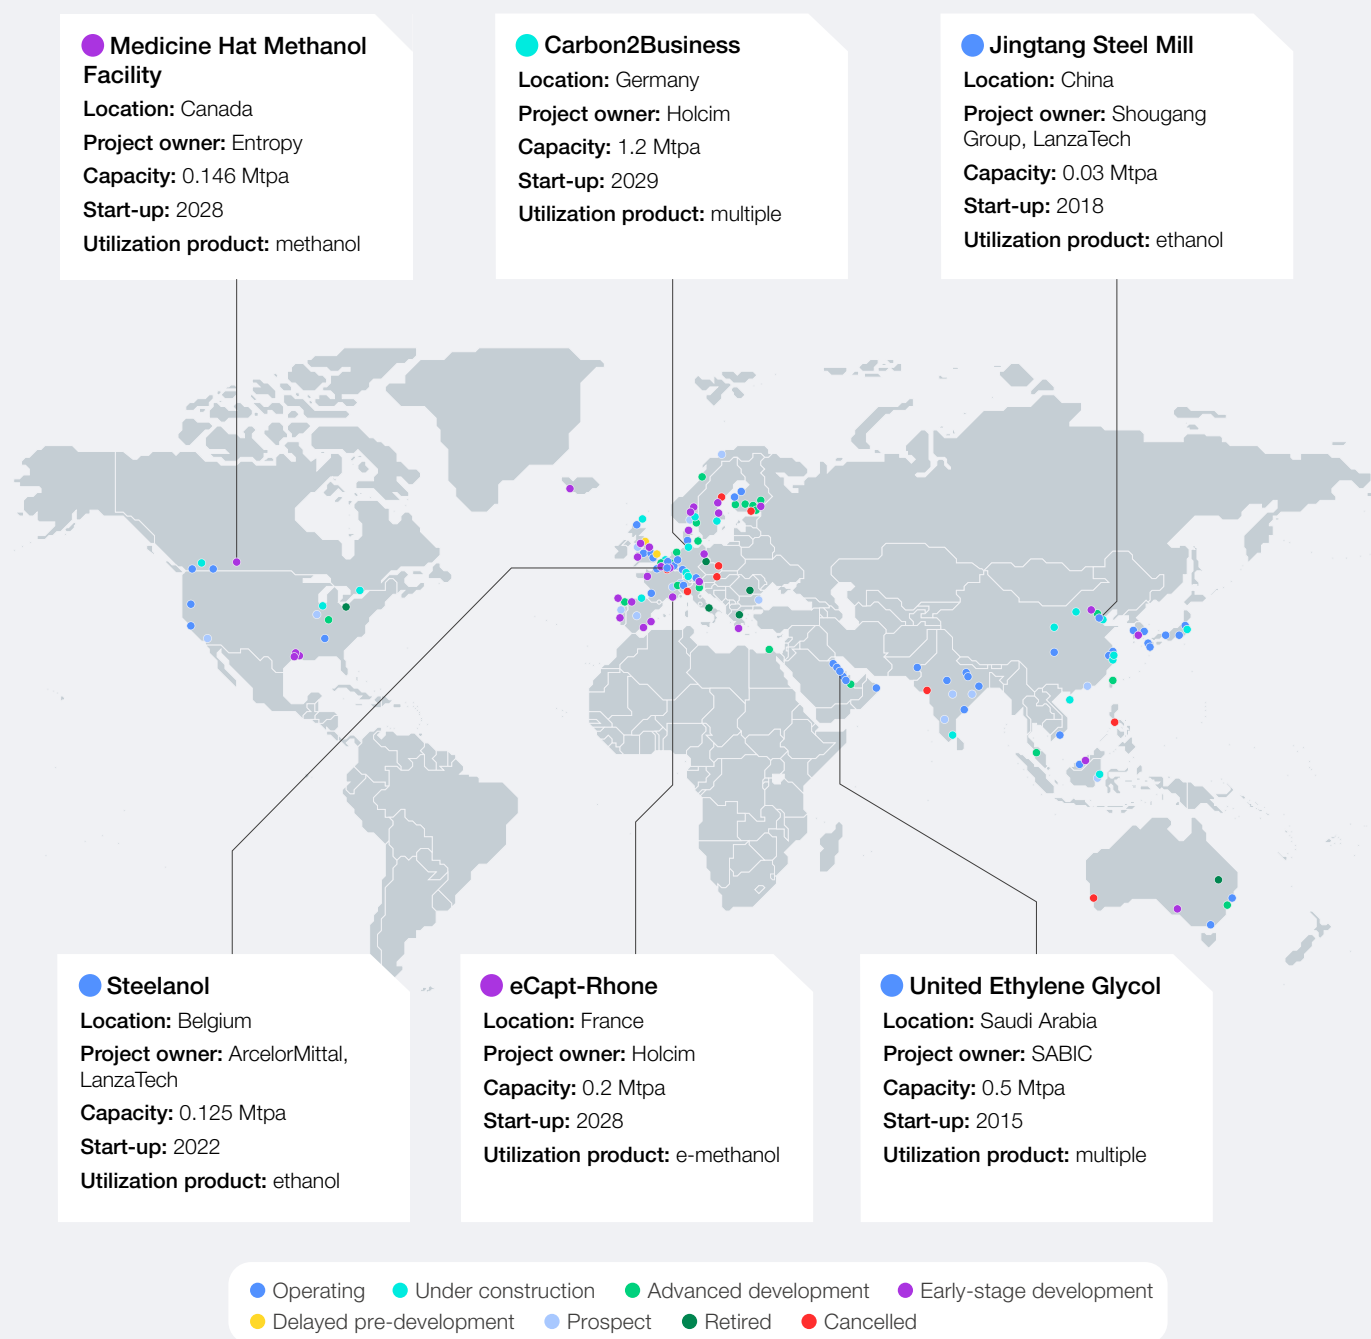 Medicine Hat Methanol
Facility
Location: Canada
Project owner: Entropy
Capacity: 0.146 Mtpa
Start-up: 2028
Utilization product: methanol
Carbon2Business
Location: Germany
Project owner: Holcim
Capacity: 1.2 Mtpa
Start-up: 2029
Utilization product: multiple
Jingtang Steel Mill
Location: China
Project owner: Shougang
Group, LanzaTech
Capacity: 0.03 Mtpa
Start-up: 2018
Utilization product: ethanol
Steelanol
Location: Belgium
Project owner: ArcelorMittal,
LanzaTech
Capacity: 0.125 Mtpa
Start-up: 2022
Utilization product: ethanol
eCapt-Rhone
Location: France
Project owner: Holcim
Capacity: 0.2 Mtpa
Start-up: 2028
Utilization product: e-methanol
United Ethylene Glycol
Location: Saudi Arabia
Project owner: SABIC
Capacity: 0.5 Mtpa
Start-up: 2015
Utilization product: multiple
Operating Under construction Advanced development Early-stage development
Delayed pre-development Prospect Retired Cancelled